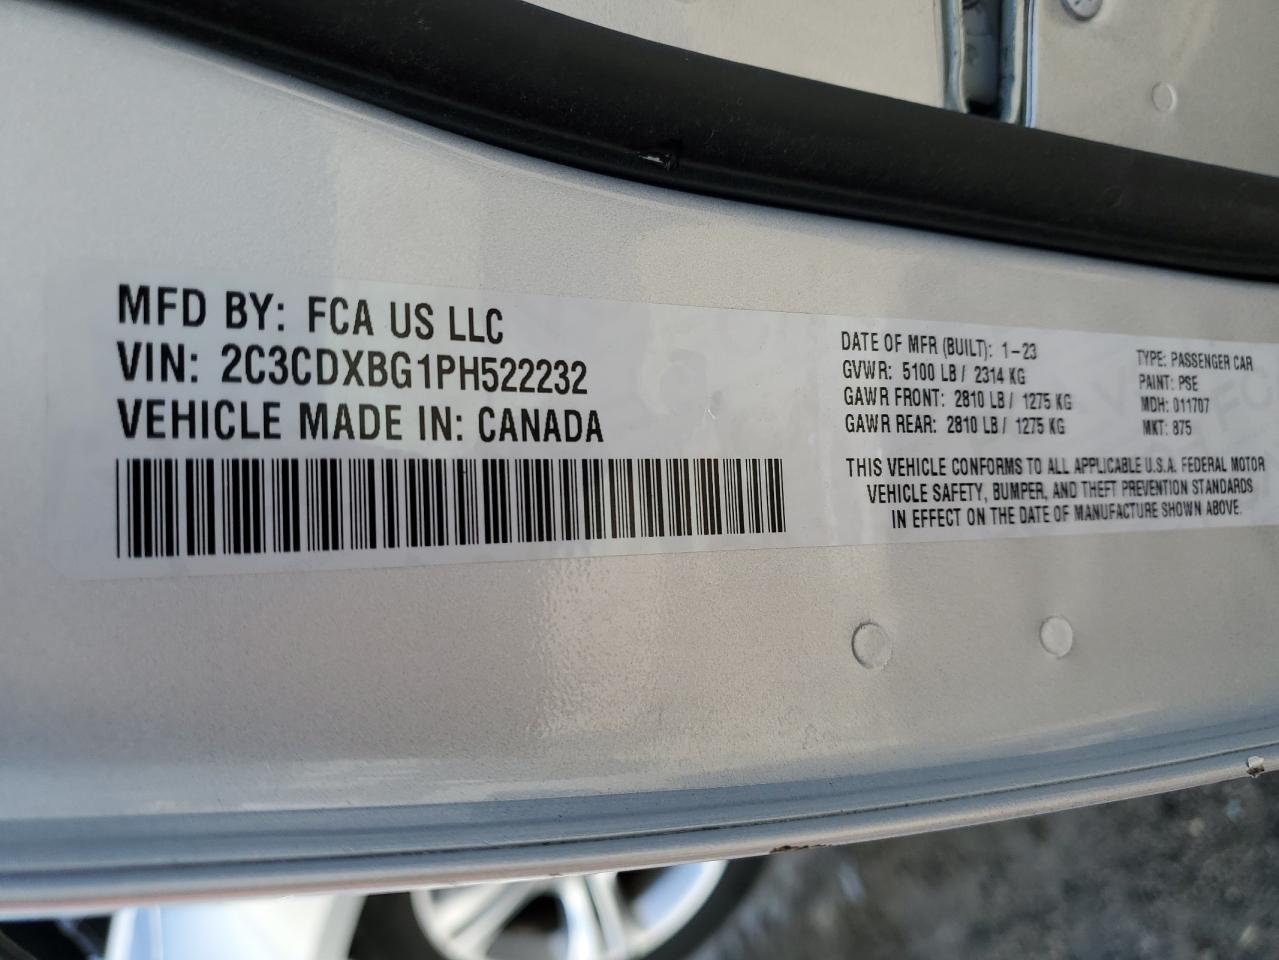 MFD BY: FCA US LLC
VIN: 2C3CDXBG1PH522232
VEHICLE MADE IN: CANADA
DATE OF MFR (BUILT): 1-23
GVWR: 5100 LB / 2314 KG
GAWR FRONT: 2810 LB / 1275 KG
GAWR REAR: 2810 LB / 1275 KG
TYPE: PASSENGER CAR
PAINT: PSE
MDH: 011707
MKT: 875
THIS VEHICLE CONFORMS TO ALL APPLICABLE U.S.A. FEDERAL MOTOR
VEHICLE SAFETY, BUMPER, AND THEFT PREVENTION STANDARDS
IN EFFECT ON THE DATE OF MANUFACTURE SHOWN ABOVE.